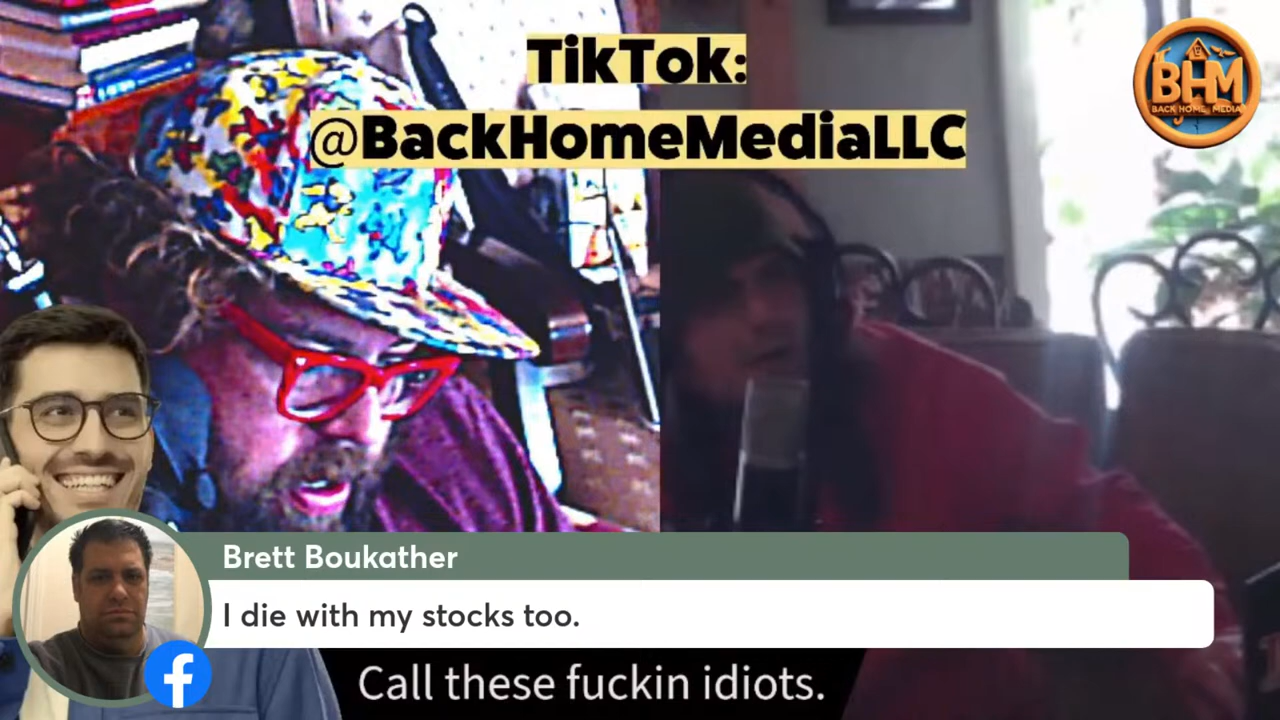 TikTok:
@BackHomeMediaLLC
BHM
BACK HOME MEDIA
Brett Boukather
I die with my stocks too.
Call these fuckin idiots.